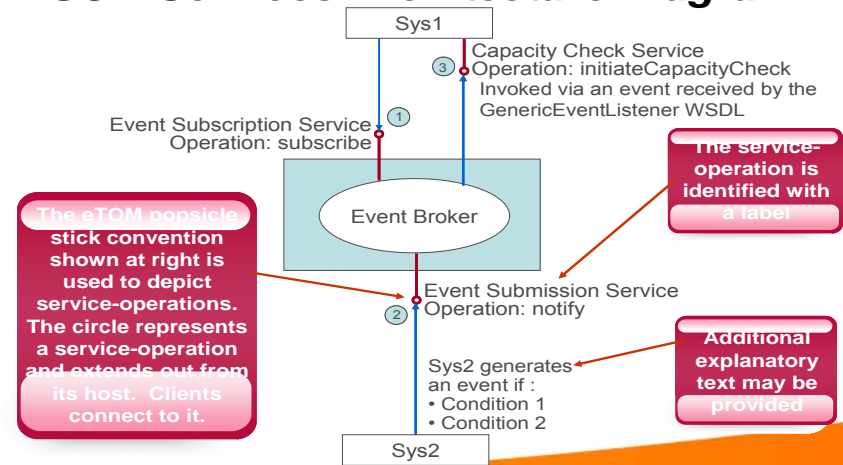 Sys1
Capacity Check Service
3
Operation: initiateCapacityCheck
Invoked via an event received by the
GenericEventListener WSDL
1
Event Subscription Service
Operation: subscribe
The service-
operation is
identified with
a label
Event Broker
The eTOM popsicle
stick convention
shown at right is
used to depict
service-operations.
The circle represents
a service-operation
and extends out from
its host. Clients
connect to it.
Event Submission Service
Operation: notify
2
Sys2 generates
an event if :
• Condition 1
• Condition 2
Additional
explanatory
text may be
provided
Sys2